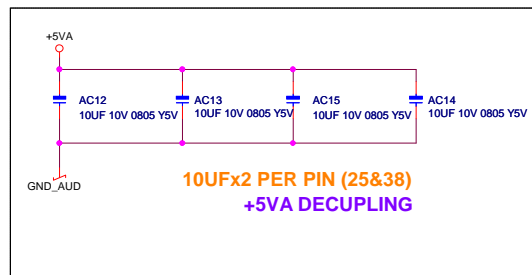 +5VA
AC12
10UF 10V 0805 Y5V
AC13
10UF 10V 0805 Y5V
AC15
10UF 10V 0805 Y5V
AC14
10UF 10V 0805 Y5V
GND_AUD
10UFx2 PER PIN (25&38)
+5VA DECUPLING